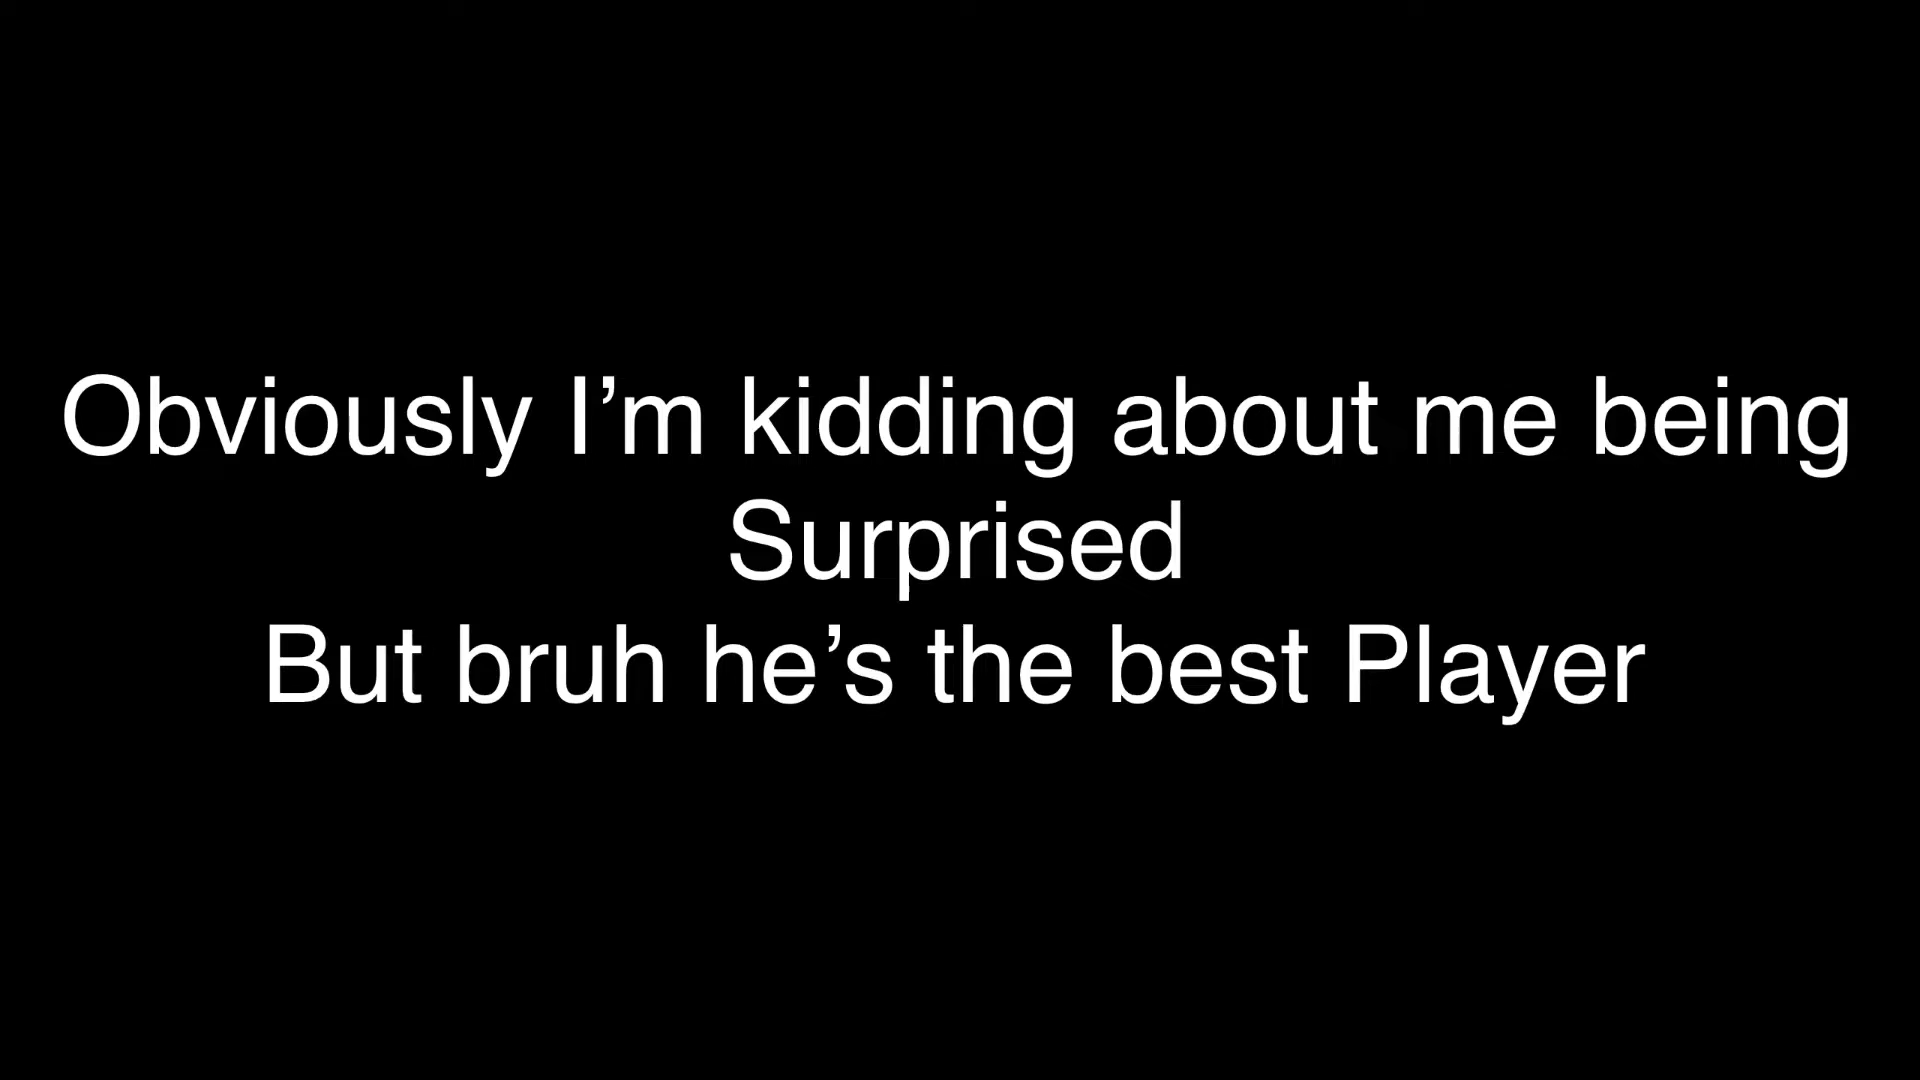 Obviously I’m kidding about me being
Surprised
But bruh he’s the best Player